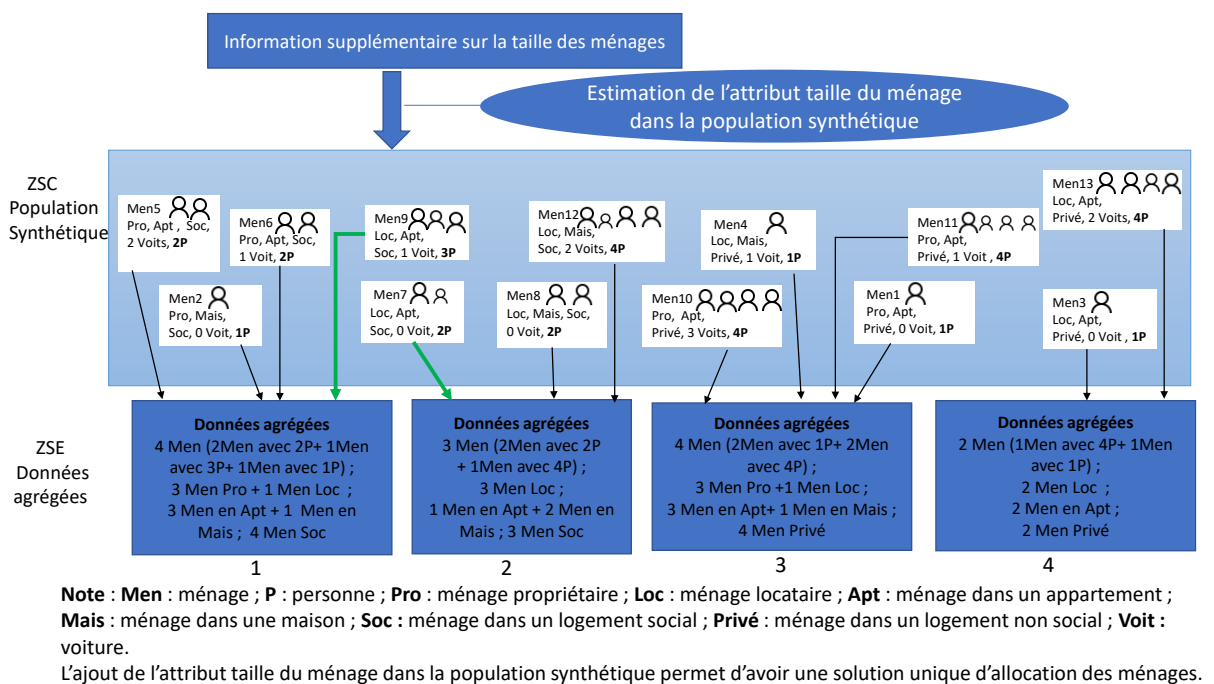 Information supplémentaire sur la taille des ménages
Estimation de l'attribut taille du ménage
dans la population synthétique
ZSC
Population
Synthétique
Men5
Pro, Apt , Soc,
2 Voits, 2P
Men6
Pro, Apt, Soc,
1 Voit, 2P
Men9
Loc, Apt,
Soc, 1 Voit, 3P
Men12
Loc, Mais,
Soc, 2 Voits, 4P
Men4
Loc, Mais,
Privé, 1 Voit, 1P
Men11
Pro, Apt,
Privé, 1 Voit , 4P
Men13
Loc, Apt,
Privé, 2 Voits, 4P
Men2
Pro, Mais,
Soc, 0 Voit, 1P
Men7
Loc, Apt,
Soc, 0 Voit, 2P
Men8
Loc, Mais, Soc,
0 Voit, 2P
Men10
Pro, Apt,
Privé, 3 Voits, 4P
Men1
Pro, Apt,
Privé, 0 Voit, 1P
Men3
Loc, Apt,
Privé, 0 Voit , 1P
ZSE
Données
agrégées
Données agrégées
4 Men (2Men avec 2P+ 1Men
avec 3P+ 1Men avec 1P) ;
3 Men Pro + 1 Men Loc ;
3 Men en Apt + 1 Men en
Mais ; 4 Men Soc
1
Données agrégées
3 Men (2Men avec 2P
+ 1Men avec 4P) ;
3 Men Loc ;
1 Men en Apt + 2 Men en
Mais ; 3 Men Soc
2
Données agrégées
4 Men (2Men avec 1P+ 2Men
avec 4P) ;
3 Men Pro +1 Men Loc ;
3 Men en Apt+ 1 Men en Mais ;
4 Men Privé
3
Données agrégées
2 Men (1Men avec 4P+ 1Men
avec 1P) ;
2 Men Loc ;
2 Men en Apt ;
2 Men Privé
4
Note : Men : ménage ; P : personne ; Pro : ménage propriétaire ; Loc : ménage locataire ; Apt : ménage dans un appartement ;
Mais : ménage dans une maison ; Soc : ménage dans un logement social ; Privé : ménage dans un logement non social ; Voit :
voiture.
L'ajout de l'attribut taille du ménage dans la population synthétique permet d'avoir une solution unique d'allocation des ménages.